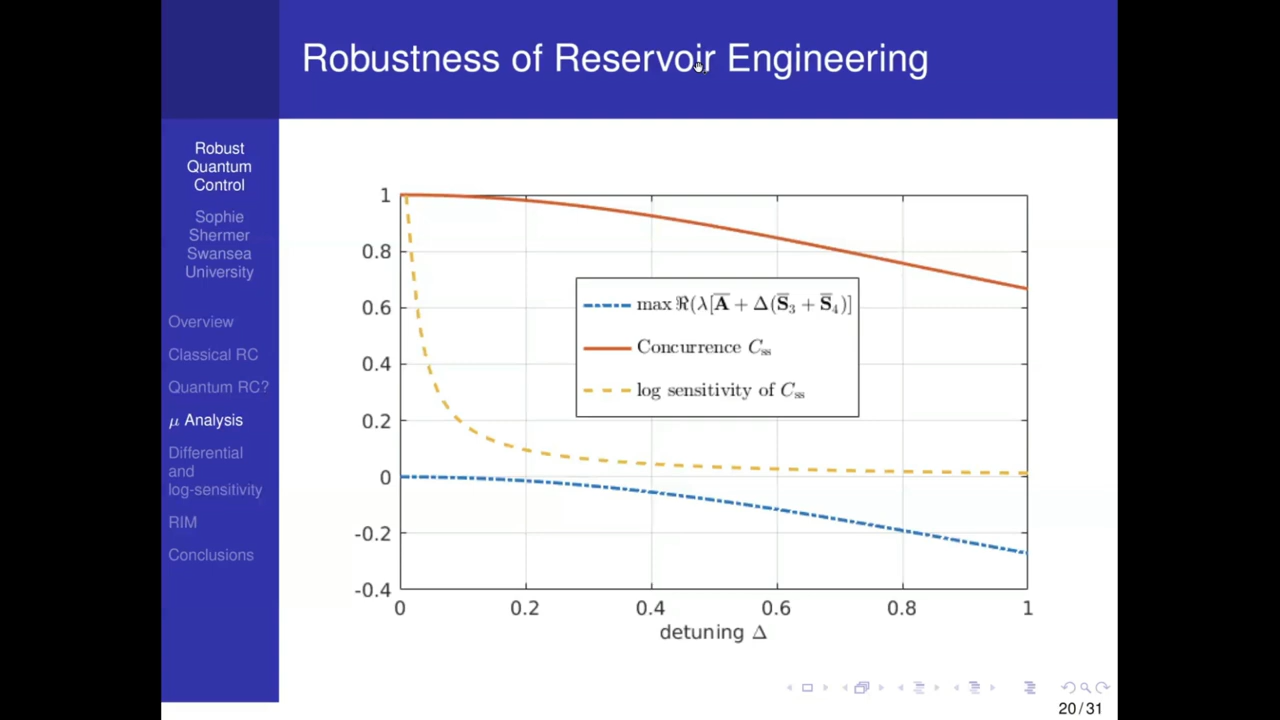 Robustness of Reservoir Engineering
Robust
Quantum
Control
Sophie
Shermer
Swansea
University
Overview
Classical RC
Quantum RC?
μ Analysis
Differential
and
log-sensitivity
RIM
Conclusions
1
0.8
0.6
0.4
0.2
0
-0.2
-0.4
max ℜ(λ[A̅ + Δ(S̅₃ + S̅₄)]
Concurrence Cₛₛ
log sensitivity of Cₛₛ
0 0.2 0.4 0.6 0.8 1
detuning Δ
20/31